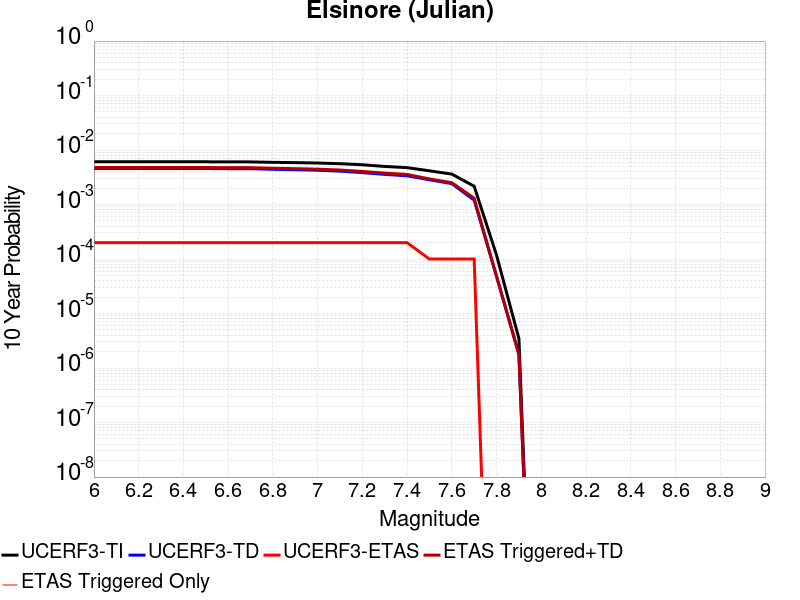 Elsinore (Julian)
10^0
10^-1
10^-2
10^-3
10^-4
10^-5
10^-6
10^-7
10^-8
10 Year Probability
6 6.2 6.4 6.6 6.8 7 7.2 7.4 7.6 7.8 8 8.2 8.4 8.6 8.8 9
Magnitude
UCERF3-TI UCERF3-TD UCERF3-ETAS ETAS Triggered+TD
ETAS Triggered Only